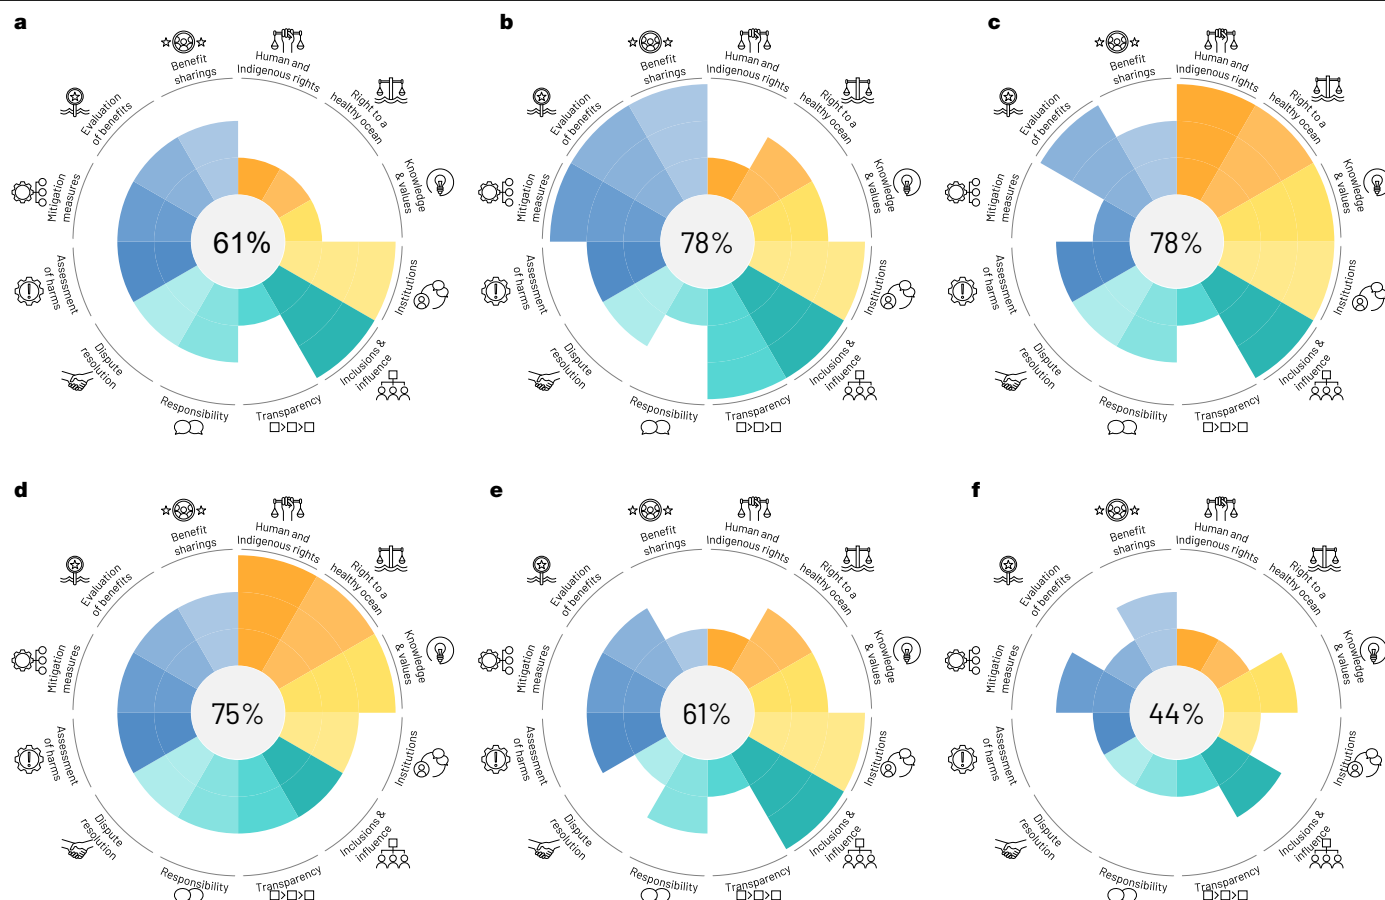 a
Benefit
sharings
Human and
Indigenous rights
Right to a
healthy ocean
Knowledge
& values
Institutions
Inclusions &
influence
Transparency
Responsibility
Dispute
resolution
Assessment
of harms
Mitigation
measures
Evaluation
of benefits
61%
b
Benefit
sharings
Human and
Indigenous rights
Right to a
healthy ocean
Knowledge
& values
Institutions
Inclusions &
influence
Transparency
Responsibility
Dispute
resolution
Assessment
of harms
Mitigation
measures
Evaluation
of benefits
78%
c
Benefit
sharings
Human and
Indigenous rights
Right to a
healthy ocean
Knowledge
& values
Institutions
Inclusions &
influence
Transparency
Responsibility
Dispute
resolution
Assessment
of harms
Mitigation
measures
Evaluation
of benefits
78%
d
Benefit
sharings
Human and
Indigenous rights
Right to a
healthy ocean
Knowledge
& values
Institutions
Inclusions &
influence
Transparency
Responsibility
Dispute
resolution
Assessment
of harms
Mitigation
measures
Evaluation
of benefits
75%
e
Benefit
sharings
Human and
Indigenous rights
Right to a
healthy ocean
Knowledge
& values
Institutions
Inclusions &
influence
Transparency
Responsibility
Dispute
resolution
Assessment
of harms
Mitigation
measures
Evaluation
of benefits
61%
f
Benefit
sharings
Human and
Indigenous rights
Right to a
healthy ocean
Knowledge
& values
Institutions
Inclusions &
influence
Transparency
Responsibility
Dispute
resolution
Assessment
of harms
Mitigation
measures
Evaluation
of benefits
44%